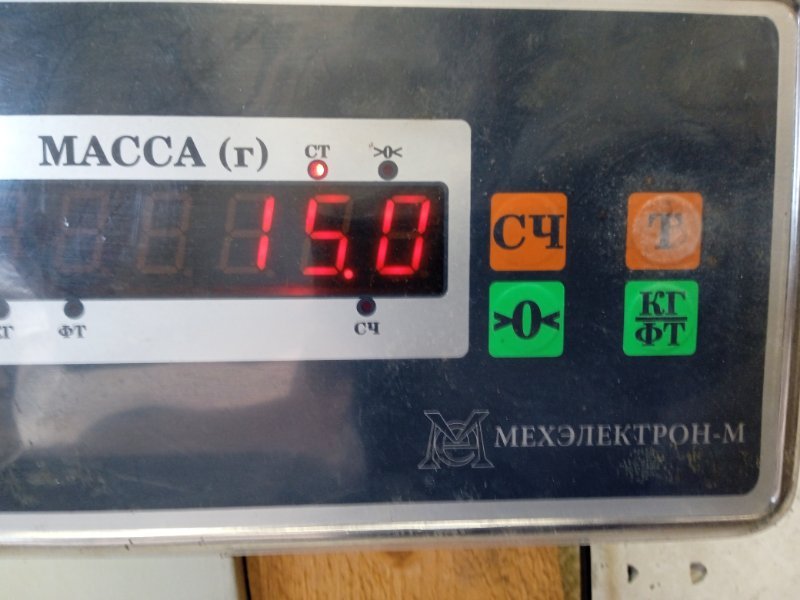 МАССА (г)
СТ
>0<
15.0
СЧ
Т
>0<
КГ
ФТ
ФТ
СЧ
МЕХЭЛЕКТРОН-М